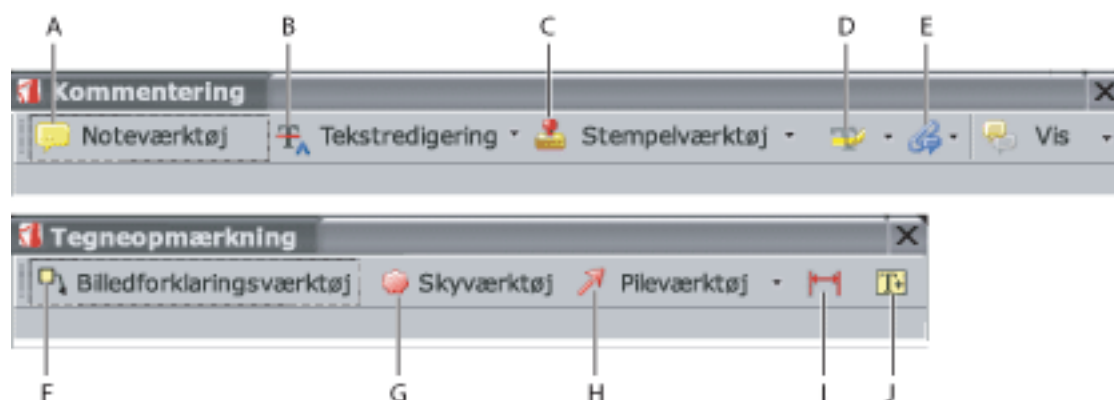 A B C D E
Kommentering
Noteværktøj Tekstredigering Stempelværktøj Vis
Tegneopmærkning
Billedforklaringsværktøj Skyværktøj Pileværktøj
F G H I J